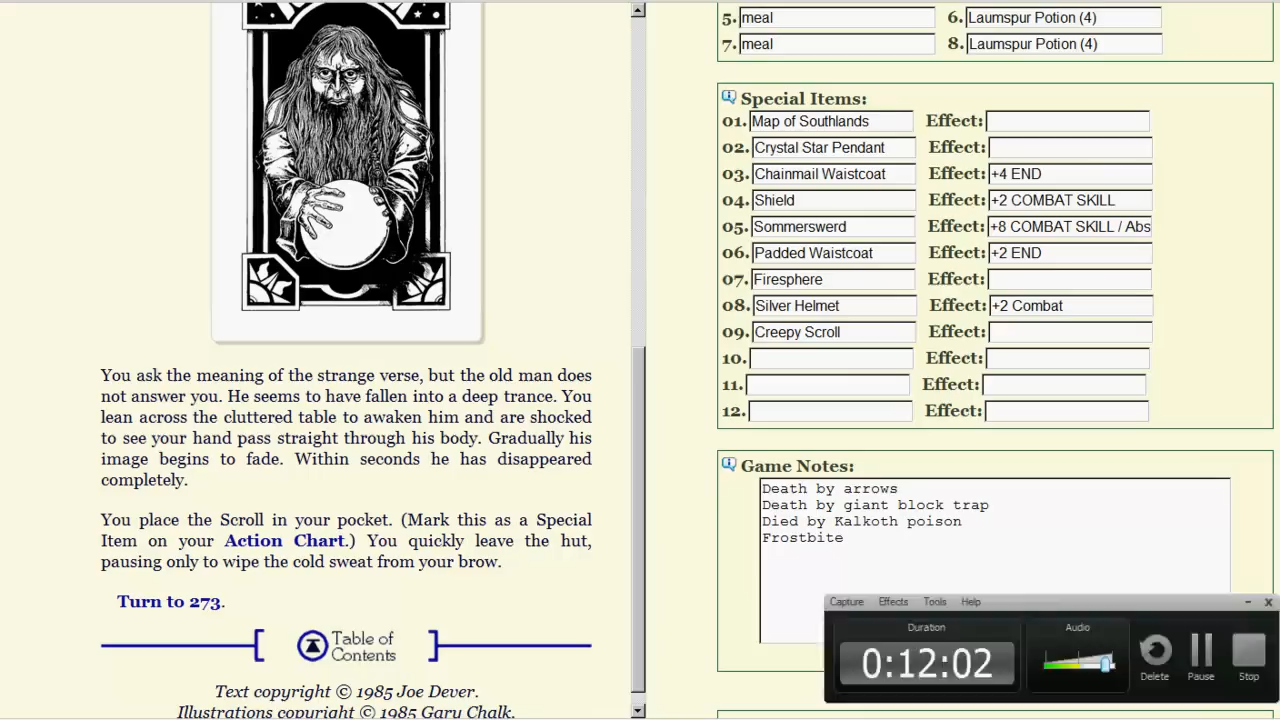 You ask the meaning of the strange verse, but the old man does
not answer you. He seems to have fallen into a deep trance. You
lean across the cluttered table to awaken him and are shocked
to see your hand pass straight through his body. Gradually his
image begins to fade. Within seconds he has disappeared
completely.
You place the Scroll in your pocket. (Mark this as a Special
Item on your Action Chart.) You quickly leave the hut,
pausing only to wipe the cold sweat from your brow.
Turn to 273.
Table of
Contents
Text copyright © 1985 Joe Dever.
Illustrations copyright © 1985 Gary Chalk.
5. meal 6. Laumspur Potion (4)
7. meal 8. Laumspur Potion (4)
Special Items:
01. Map of Southlands Effect:
02. Crystal Star Pendant Effect:
03. Chainmail Waistcoat Effect: +4 END
04. Shield Effect: +2 COMBAT SKILL
05. Sommerswerd Effect: +8 COMBAT SKILL / Abs
06. Padded Waistcoat Effect: +2 END
07. Firesphere Effect:
08. Silver Helmet Effect: +2 Combat
09. Creepy Scroll Effect:
10. Effect:
11. Effect:
12. Effect:
Game Notes:
Death by arrows
Death by giant block trap
Died by Kalkoth poison
Frostbite
Capture Effects Tools Help
Duration
0:12:02
Audio
Delete Pause Stop